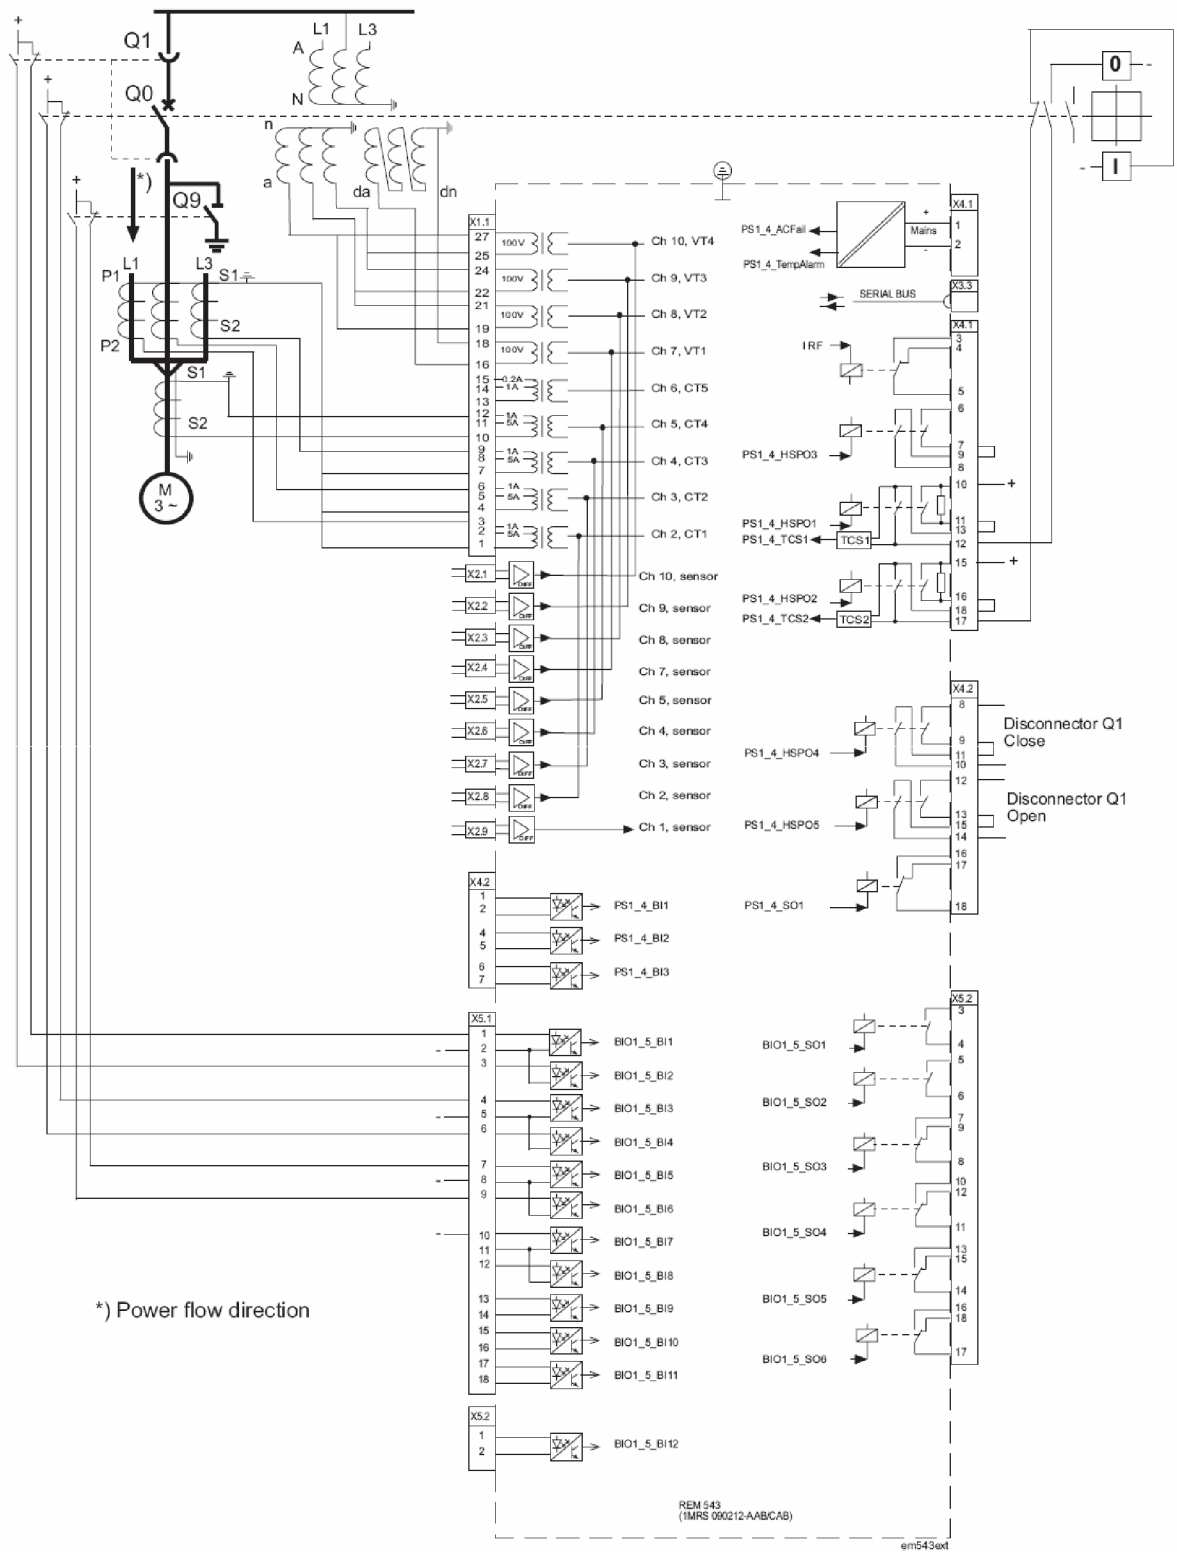 +
Q1
L1 L3
A
N
0 -
+
Q0
n
a da dn
- I
+
*)
Q9
L1 L3
P1 S1
S2
P2
S1
S2
M
3 ~
X1.1
27 100V Ch 10, VT4
25
24 100V Ch 9, VT3
22
21 100V Ch 8, VT2
19
18 100V Ch 7, VT1
16
15 0,2A
14 1A Ch 6, CT5
13
12 1A
11 5A Ch 5, CT4
10
9 1A
8 5A Ch 4, CT3
7
6 1A
5 5A Ch 3, CT2
4
3 1A
2 5A Ch 2, CT1
1
X2.1 DIFF Ch 10, sensor
X2.2 DIFF Ch 9, sensor
X2.3 DIFF Ch 8, sensor
X2.4 DIFF Ch 7, sensor
X2.5 DIFF Ch 5, sensor
X2.6 DIFF Ch 4, sensor
X2.7 DIFF Ch 3, sensor
X2.8 DIFF Ch 2, sensor
X2.9 DIFF Ch 1, sensor
X4.2
1 PS1_4_BI1
2
4 PS1_4_BI2
5
6 PS1_4_BI3
7
X5.1
1 BIO1_5_BI1
- 2
3 BIO1_5_BI2
4 BIO1_5_BI3
- 5
6 BIO1_5_BI4
7 BIO1_5_BI5
- 8
9 BIO1_5_BI6
- 10 BIO1_5_BI7
11
12 BIO1_5_BI8
13 BIO1_5_BI9
14
15 BIO1_5_BI10
16
17 BIO1_5_BI11
18
X5.2
1 BIO1_5_BI12
2
X4.1
PS1_4_ACFail + 1
Mains
PS1_4_TempAlarm - 2
X3.3
SERIAL BUS
X4.1
IRF 3
4
5
6
7
PS1_4_HSPO3 9
8
10 +
PS1_4_HSPO1 11
13
PS1_4_TCS1 TCS1 12
15 +
PS1_4_HSPO2 16
18
PS1_4_TCS2 TCS2 17
X4.2
8
Disconnector Q1
Close
9
PS1_4_HSPO4 11
10
12
Disconnector Q1
Open
13
PS1_4_HSPO5 15
14
16
17
PS1_4_SO1 18
X5.2
3
BIO1_5_SO1 4
5
BIO1_5_SO2 6
7
9
BIO1_5_SO3 8
10
12
BIO1_5_SO4 11
13
15
BIO1_5_SO5 14
16
18
BIO1_5_SO6 17
*) Power flow direction
REM 543
(1MRS 090212-AAB/CAB)
em543ext